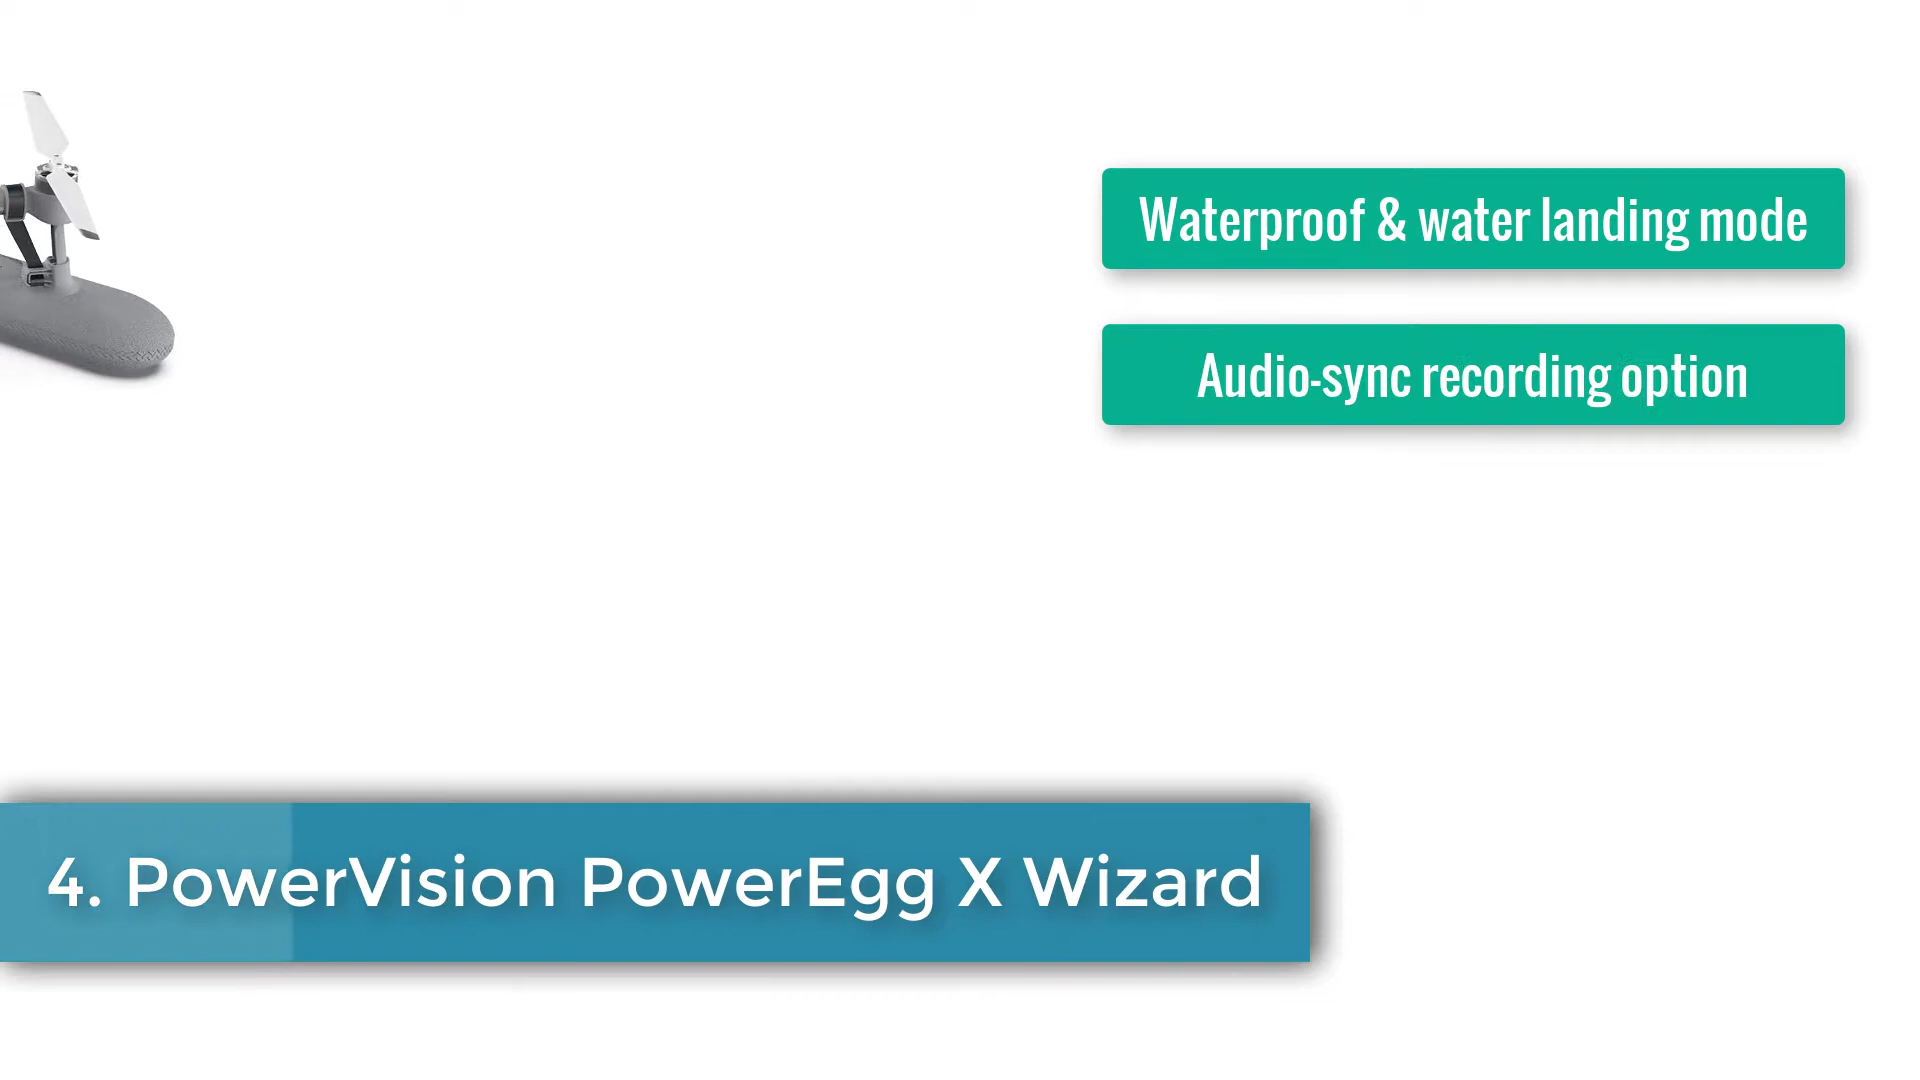 Waterproof & water landing mode
Audio-sync recording option
4. PowerVision PowerEgg X Wizard